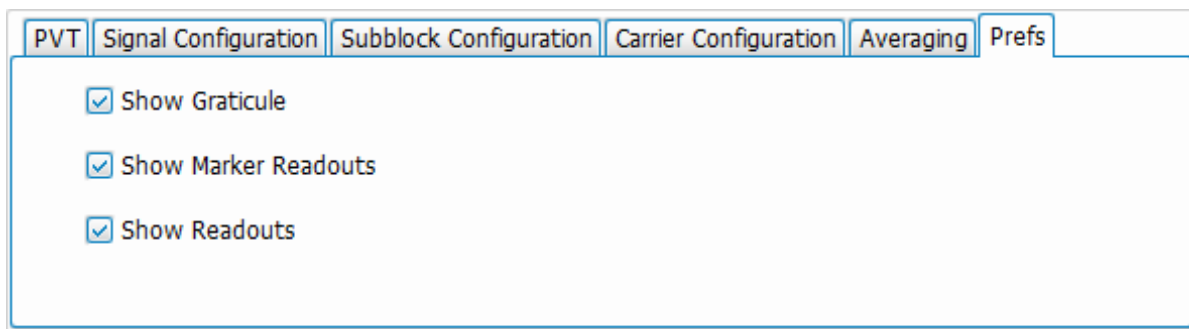 PVT Signal Configuration Subblock Configuration Carrier Configuration Averaging Prefs
Show Graticule
Show Marker Readouts
Show Readouts